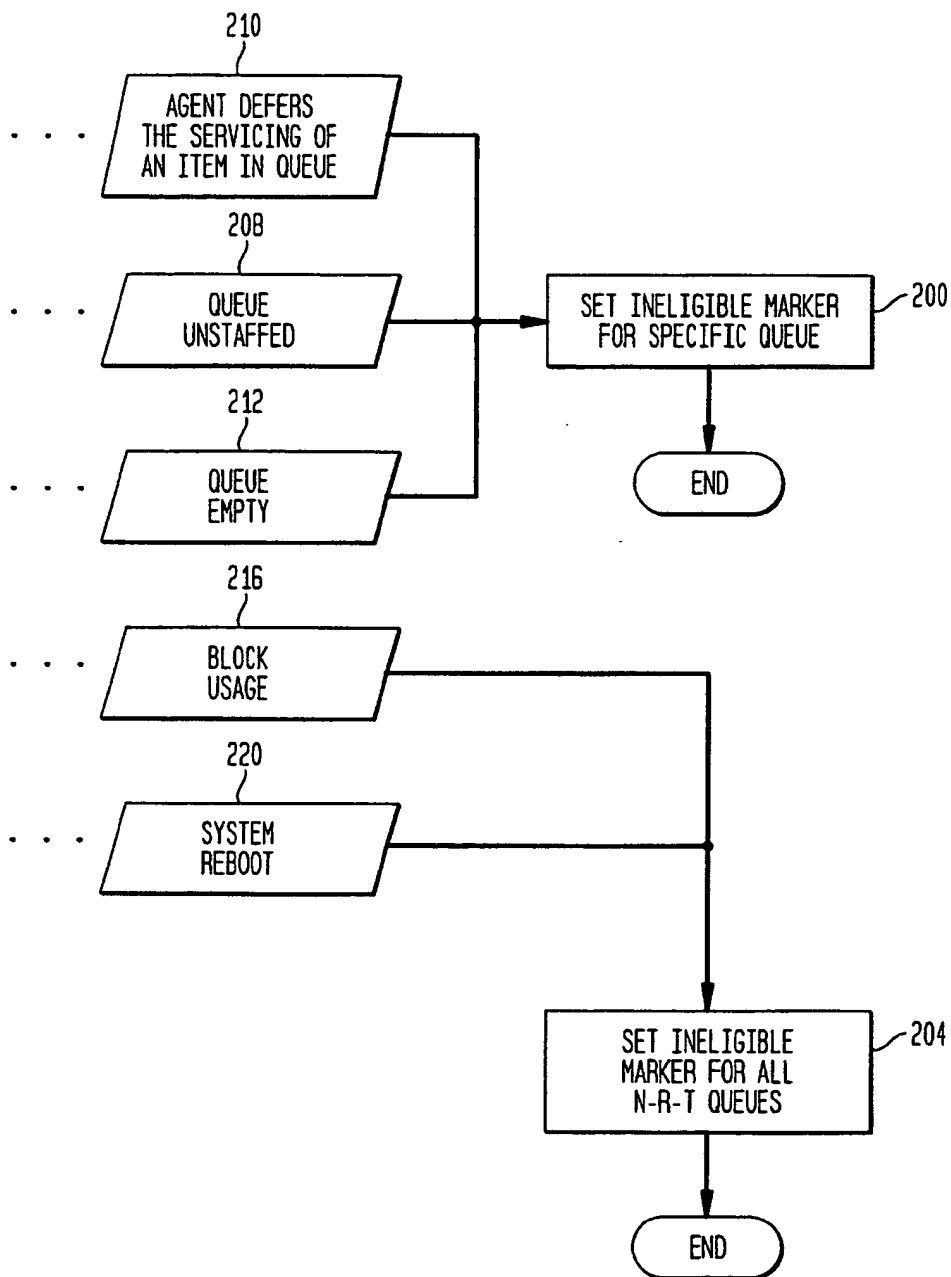 210
AGENT DEFERS
THE SERVICING OF
AN ITEM IN QUEUE
208
QUEUE
UNSTAFFED
SET INELIGIBLE MARKER
FOR SPECIFIC QUEUE
200
212
QUEUE
EMPTY
END
216
BLOCK
USAGE
220
SYSTEM
REBOOT
SET INELIGIBLE
MARKER FOR ALL
N-R-T QUEUES
204
END